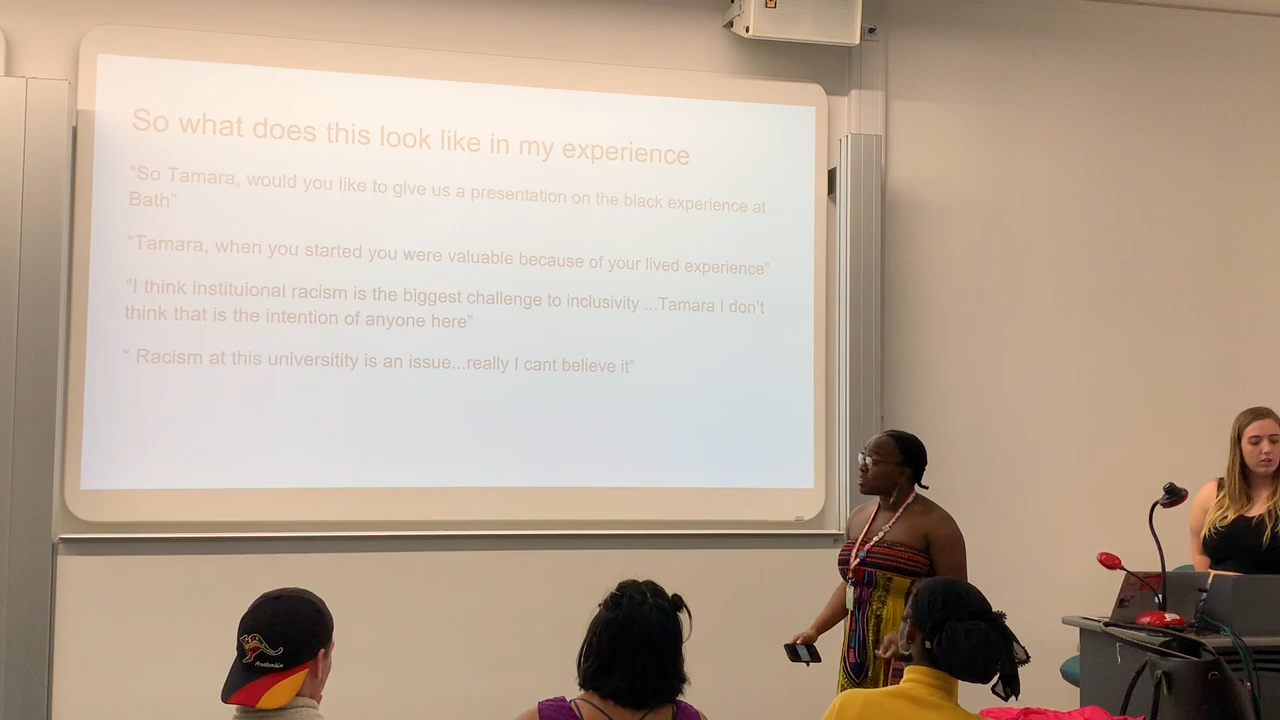 So what does this look like in my experience
“So Tamara, would you like to give us a presentation on the black experience at
Bath”
“Tamara, when you started you were valuable because of your lived experience”
“I think instituional racism is the biggest challenge to inclusivity ...Tamara I don't
think that is the intention of anyone here”
“ Racism at this universitity is an issue...really I cant believe it”
Australia